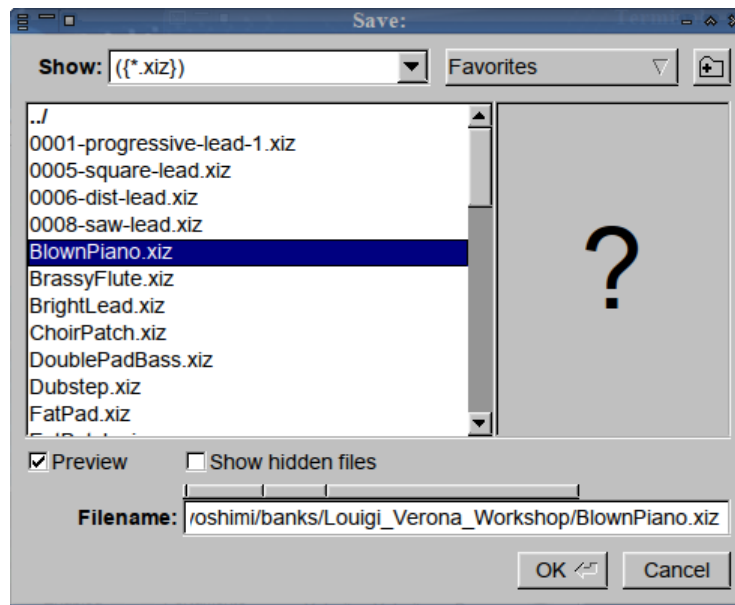 Save:
Show: ({*.xiz}) Favorites
../
0001-progressive-lead-1.xiz
0005-square-lead.xiz
0006-dist-lead.xiz
0008-saw-lead.xiz
BlownPiano.xiz
BrassyFlute.xiz
BrightLead.xiz
ChoirPatch.xiz
DoublePadBass.xiz
Dubstep.xiz
FatPad.xiz
?
Preview Show hidden files
Filename: yoshimi/banks/Louigi_Verona_Workshop/BlownPiano.xiz
OK Cancel